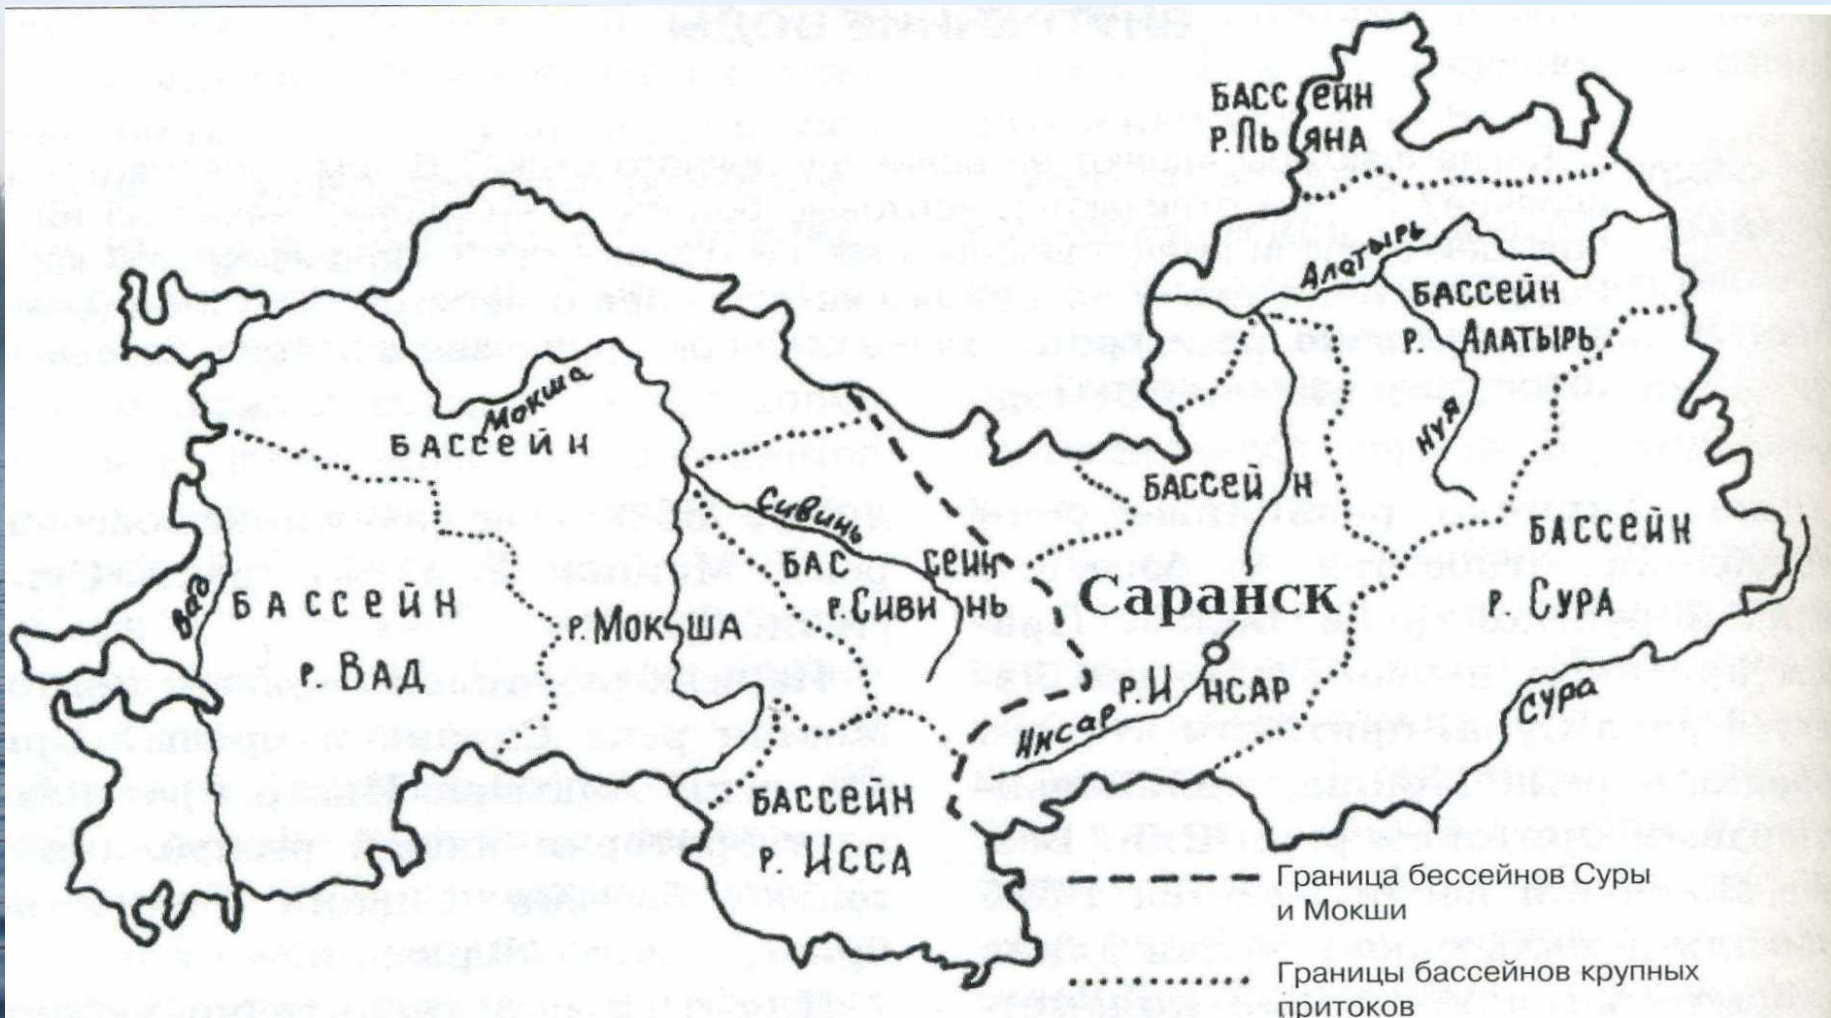 БАССЕЙН
р. ПЬЯНА
Алатырь
БАССЕЙН
р. АЛАТЫРЬ
Мокша
БАССЕЙН
р. МОКША
Нуя
БАССЕЙН
р. ИНСАР
Сивинь
БАССЕЙН
р. СИВИНЬ
БАССЕЙН
р. СУРА
Вад
БАССЕЙН
р. ВАД
Саранск
Инсар
Сура
БАССЕЙН
р. ИССА
Граница бессейнов Суры
и Мокши
Границы бассейнов крупных
притоков